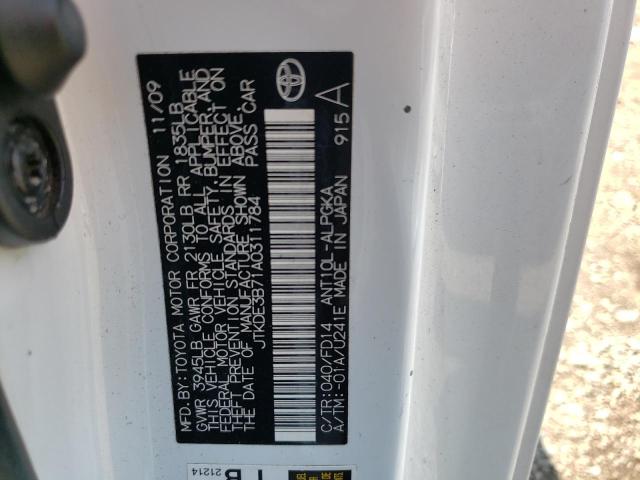 MFD.BY:TOYOTA MOTOR CORPORATION 11/09
GVWR 3945LB GAWR FR 2130LB RR 1835LB
THIS VEHICLE CONFORMS TO ALL APPLICABLE
FEDERAL MOTOR VEHICLE SAFETY,BUMPER,AND
THEFT PREVENTION STANDARDS IN EFFECT ON
THE DATE OF MANUFACTURE SHOWN ABOVE.
JTKDE3B71A0311784 PASS CAR
C/TR:040/FD14 ANT10L-ALPGKA
A/TM:-01A/U241E MADE IN JAPAN 915 A
21214